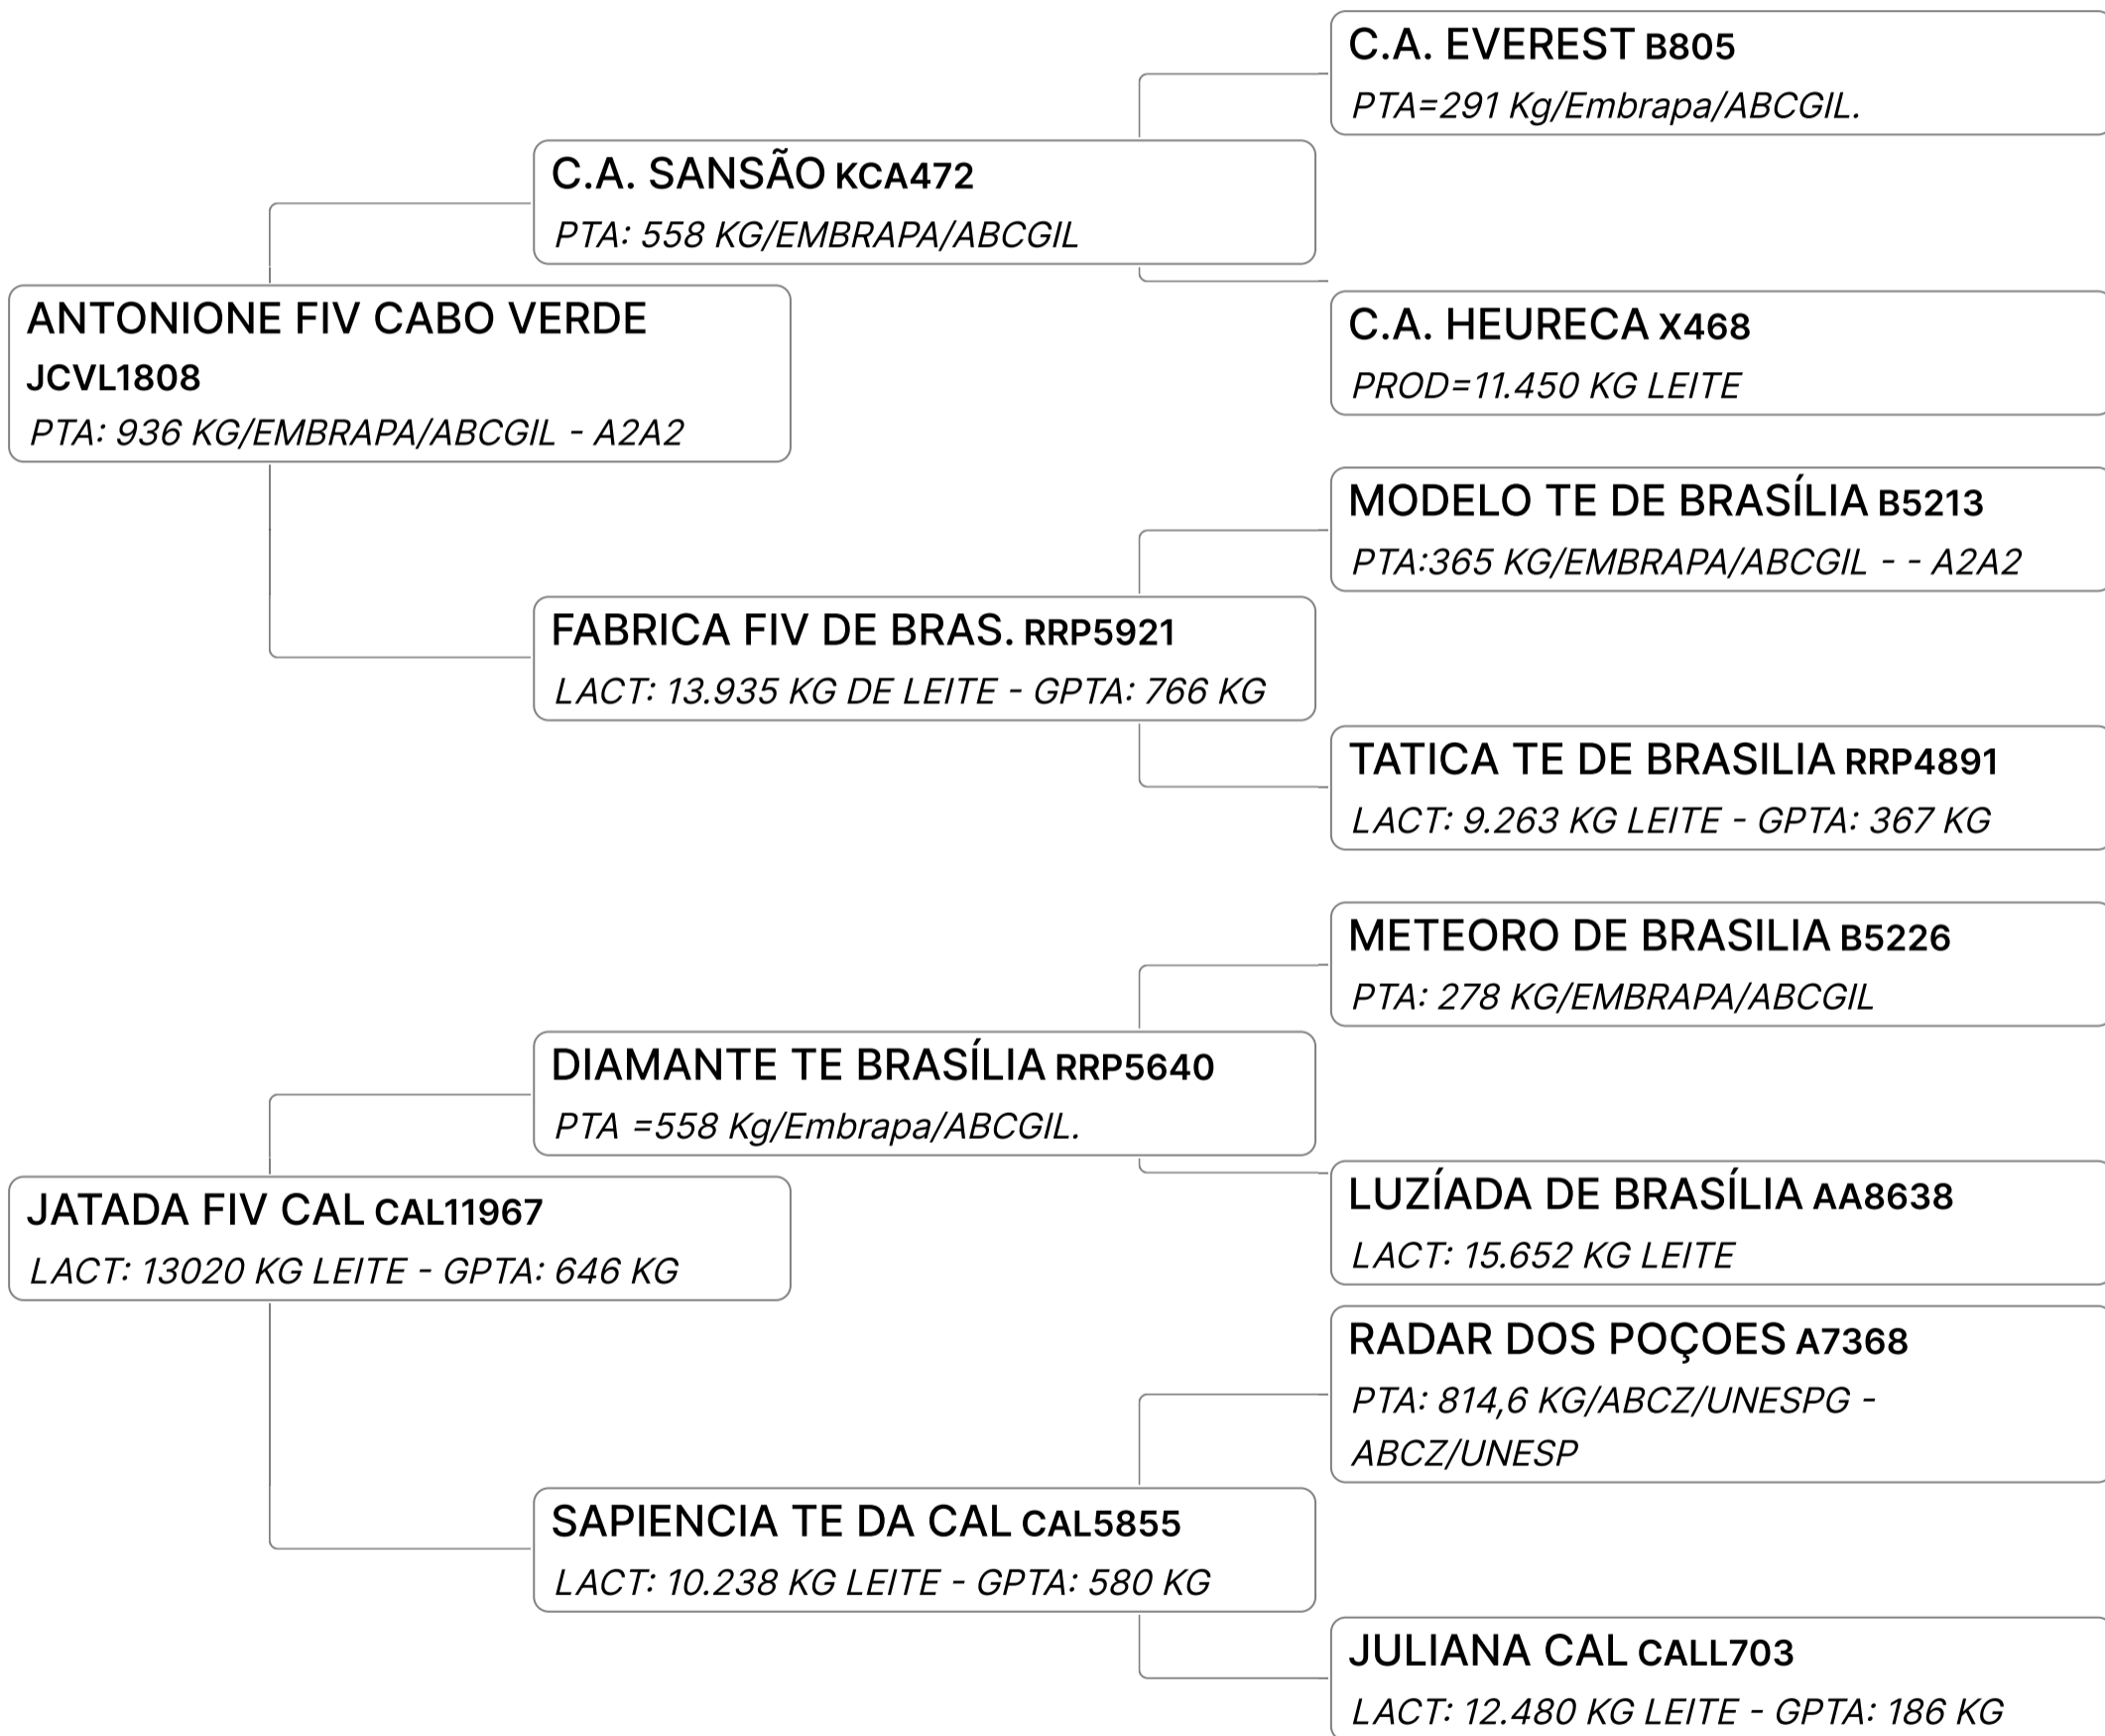 C.A. EVEREST B805
PTA=291 Kg/Embrapa/ABCGIL.
C.A. SANSÃO KCA472
PTA: 558 KG/EMBRAPA/ABCGIL
ANTONIONE FIV CABO VERDE
JCVL1808
PTA: 936 KG/EMBRAPA/ABCGIL - A2A2
C.A. HEURECA X468
PROD=11.450 KG LEITE
MODELO TE DE BRASÍLIA B5213
PTA:365 KG/EMBRAPA/ABCGIL - - A2A2
FABRICA FIV DE BRAS. RRP5921
LACT: 13.935 KG DE LEITE - GPTA: 766 KG
TATICA TE DE BRASILIA RRP4891
LACT: 9.263 KG LEITE - GPTA: 367 KG
METEORO DE BRASILIA B5226
PTA: 278 KG/EMBRAPA/ABCGIL
DIAMANTE TE BRASÍLIA RRP5640
PTA =558 Kg/Embrapa/ABCGIL.
JATADA FIV CAL CAL11967
LACT: 13020 KG LEITE - GPTA: 646 KG
LUZÍADA DE BRASÍLIA AA8638
LACT: 15.652 KG LEITE
RADAR DOS POÇOES A7368
PTA: 814,6 KG/ABCZ/UNESPG -
ABCZ/UNESP
SAPIENCIA TE DA CAL CAL5855
LACT: 10.238 KG LEITE - GPTA: 580 KG
JULIANA CAL CALL703
LACT: 12.480 KG LEITE - GPTA: 186 KG